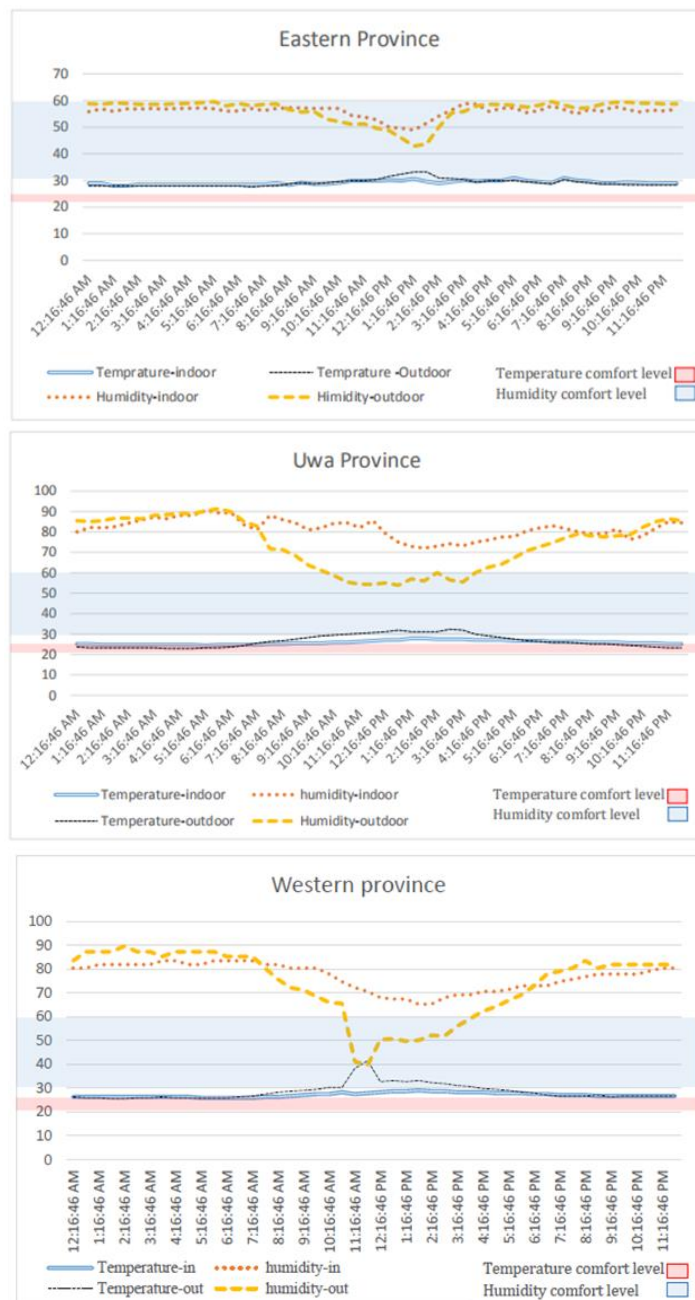 Eastern Province
70
60
50
40
30
20
10
0
12:16:46 AM 1:16:46 AM 2:16:46 AM 3:16:46 AM 4:16:46 AM 5:16:46 AM 6:16:46 AM 7:16:46 AM 8:16:46 AM 9:16:46 AM 10:16:46 AM 11:16:46 AM 12:16:46 PM 1:16:46 PM 2:16:46 PM 3:16:46 PM 4:16:46 PM 5:16:46 PM 6:16:46 PM 7:16:46 PM 8:16:46 PM 9:16:46 PM 10:16:46 PM 11:16:46 PM
Temprature-indoor Temprature -Outdoor Temperature comfort level
Humidity-indoor Himidity-outdoor Humidity comfort level
Uwa Province
100
90
80
70
60
50
40
30
20
10
0
12:16:46 AM 1:16:46 AM 2:16:46 AM 3:16:46 AM 4:16:46 AM 5:16:46 AM 6:16:46 AM 7:16:46 AM 8:16:46 AM 9:16:46 AM 10:16:46 AM 11:16:46 AM 12:16:46 PM 1:16:46 PM 2:16:46 PM 3:16:46 PM 4:16:46 PM 5:16:46 PM 6:16:46 PM 7:16:46 PM 8:16:46 PM 9:16:46 PM 10:16:46 PM 11:16:46 PM
Temperature-indoor humidity-indoor Temperature comfort level
Temperature-outdoor Humidity-outdoor Humidity comfort level
Western province
100
90
80
70
60
50
40
30
20
10
0
12:16:46 AM 1:16:46 AM 2:16:46 AM 3:16:46 AM 4:16:46 AM 5:16:46 AM 6:16:46 AM 7:16:46 AM 8:16:46 AM 9:16:46 AM 10:16:46 AM 11:16:46 AM 12:16:46 PM 1:16:46 PM 2:16:46 PM 3:16:46 PM 4:16:46 PM 5:16:46 PM 6:16:46 PM 7:16:46 PM 8:16:46 PM 9:16:46 PM 10:16:46 PM 11:16:46 PM
Temperature-in humidity-in Temperature comfort level
Temperature-out humidity-out Humidity comfort level